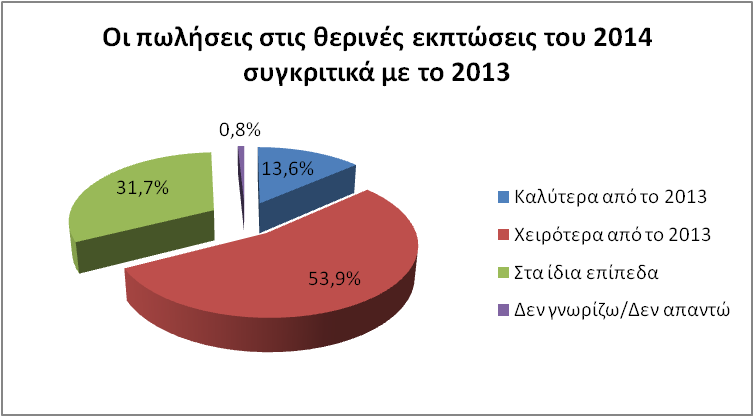 Οι πωλήσεις στις θερινές εκπτώσεις του 2014
συγκριτικά με το 2013
0,8%
13,6%
31,7%
53,9%
Καλύτερα από το 2013
Χειρότερα από το 2013
Στα ίδια επίπεδα
Δεν γνωρίζω/Δεν απαντώ